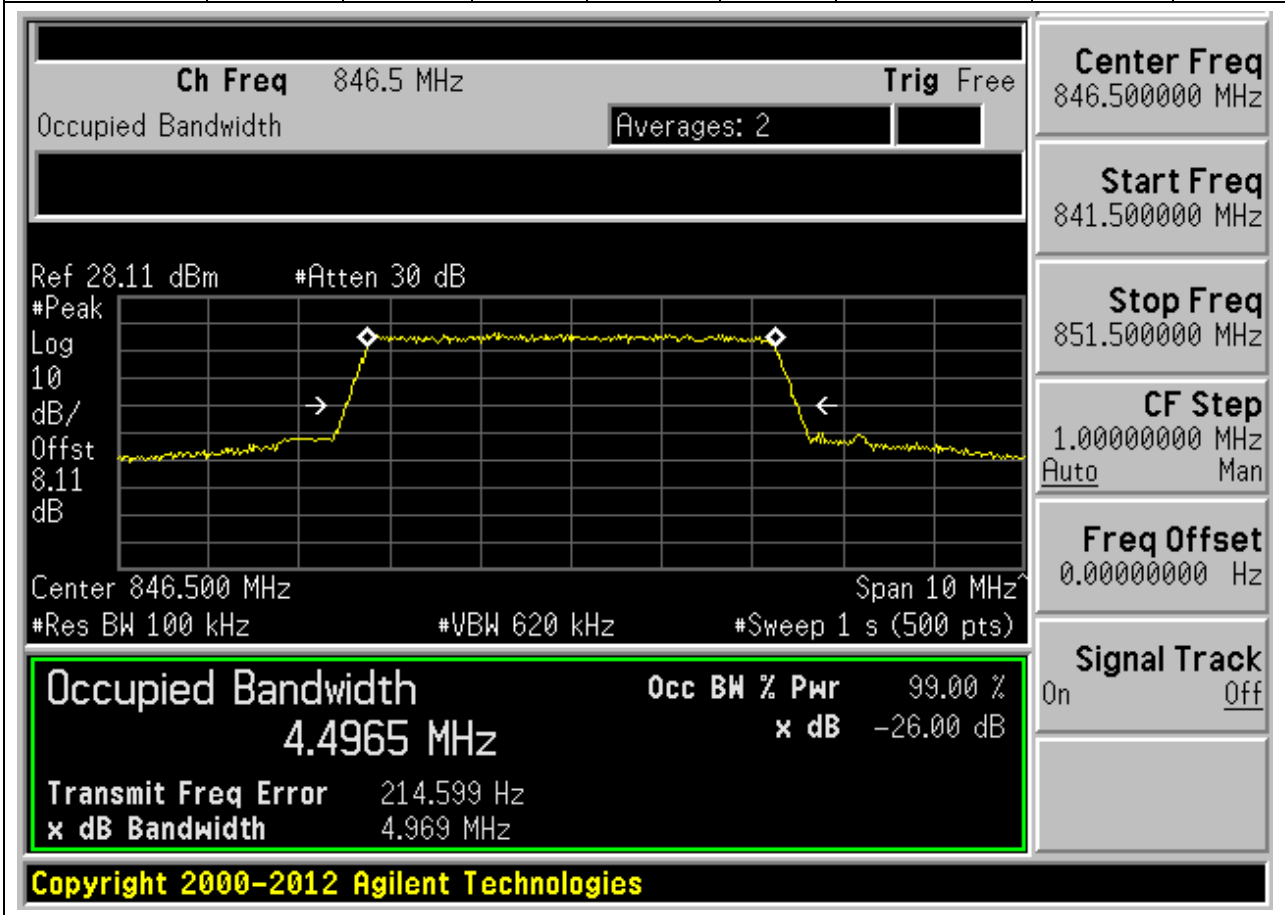 Ch Freq 846.5 MHz Trig Free
Occupied Bandwidth Averages: 2
Ref 28.11 dBm #Atten 30 dB
#Peak
Log
10
dB/
Offst
8.11
dB
Center 846.500 MHz Span 10 MHz^
#Res BW 100 kHz #VBW 620 kHz #Sweep 1 s (500 pts)
Occupied Bandwidth Occ BW % Pwr 99.00 %
4.4965 MHz x dB -26.00 dB
Transmit Freq Error 214.599 Hz
x dB Bandwidth 4.969 MHz
Copyright 2000-2012 Agilent Technologies
Center Freq
846.500000 MHz
Start Freq
841.500000 MHz
Stop Freq
851.500000 MHz
CF Step
1.00000000 MHz
Auto Man
Freq Offset
0.00000000 Hz
Signal Track
On Off